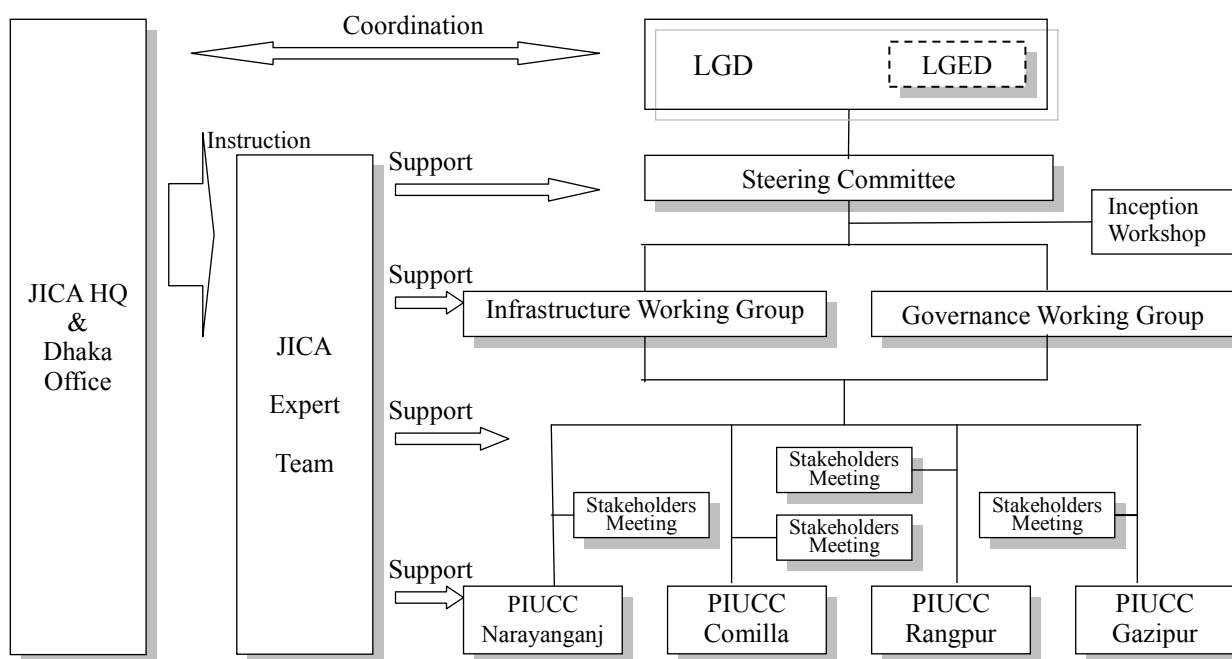 Coordination
LGD
LGED
Instruction
Support
Steering Committee
Inception
Workshop
JICA HQ
&
Dhaka
Office
JICA
Expert
Team
Support
Infrastructure Working Group
Governance Working Group
Support
Stakeholders
Meeting
Stakeholders
Meeting
Stakeholders
Meeting
Stakeholders
Meeting
Support
PIUCC
Narayanganj
PIUCC
Comilla
PIUCC
Rangpur
PIUCC
Gazipur